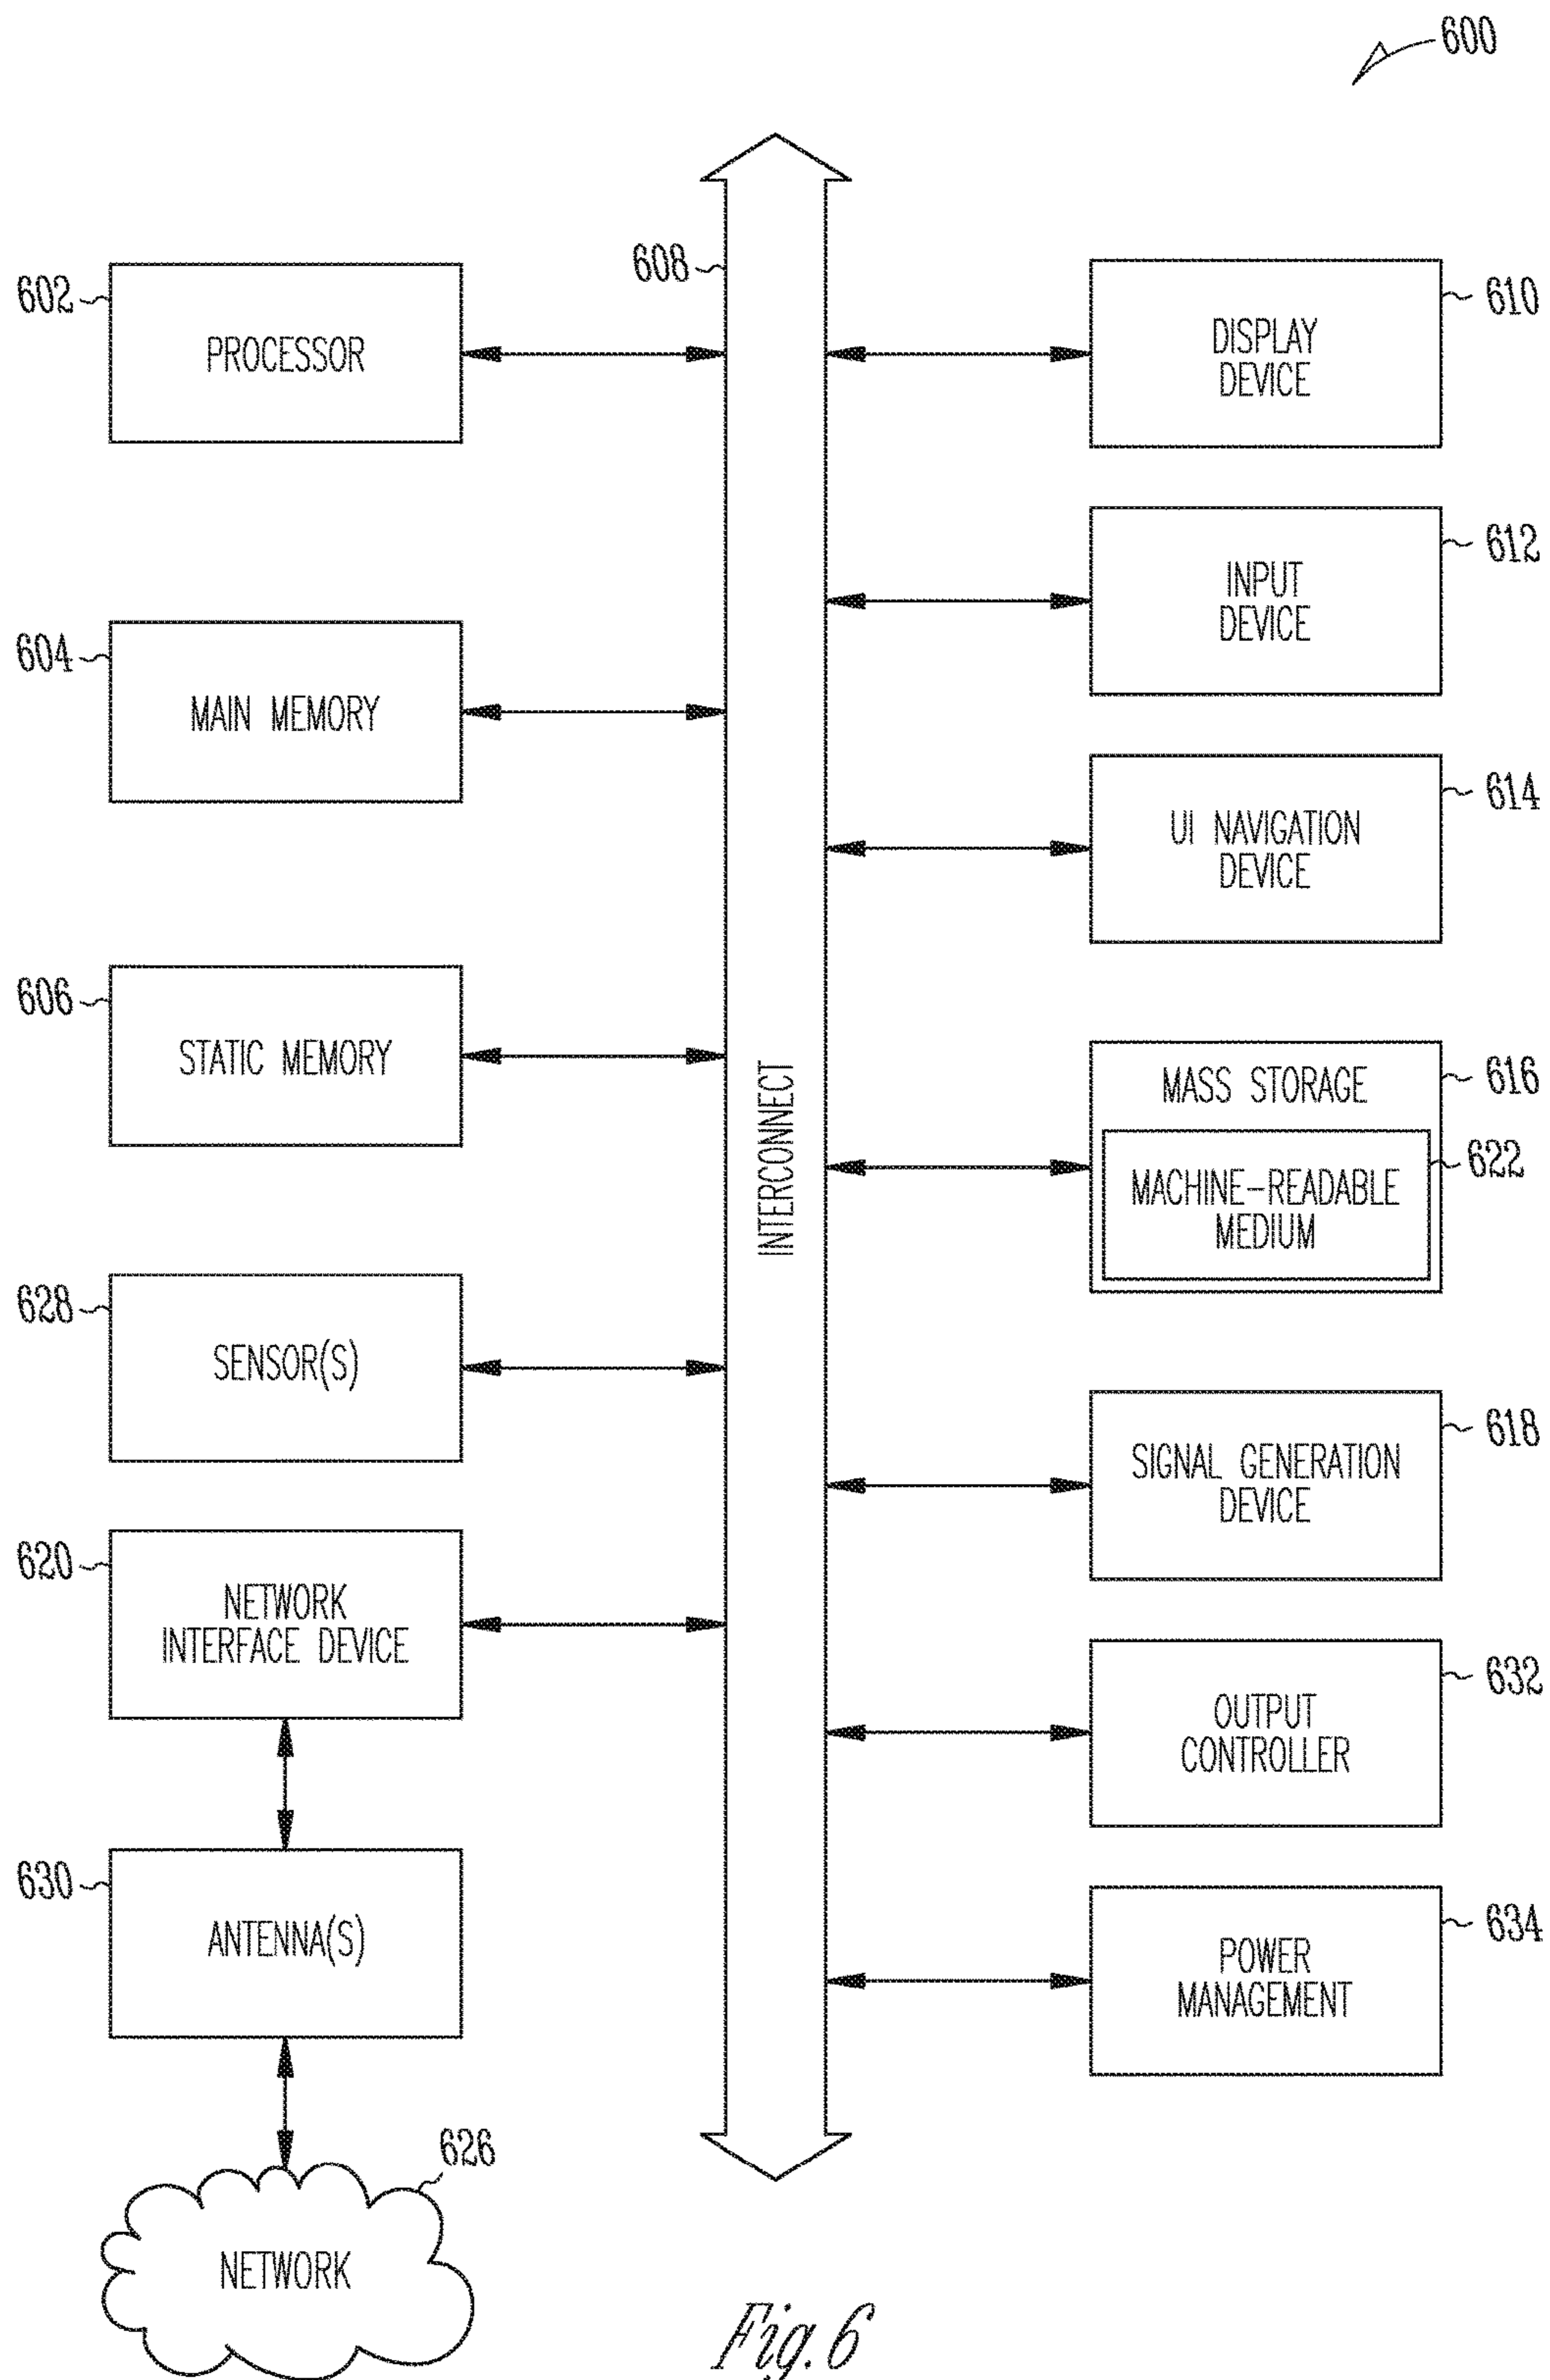 600
608
602
PROCESSOR
604
MAIN MEMORY
606
STATIC MEMORY
628
SENSOR(S)
620
NETWORK
INTERFACE DEVICE
630
ANTENNA(S)
626
NETWORK
INTERCONNECT
610
DISPLAY
DEVICE
612
INPUT
DEVICE
614
UI NAVIGATION
DEVICE
616
MASS STORAGE
622
MACHINE-READABLE
MEDIUM
618
SIGNAL GENERATION
DEVICE
632
OUTPUT
CONTROLLER
634
POWER
MANAGEMENT
Fig. 6